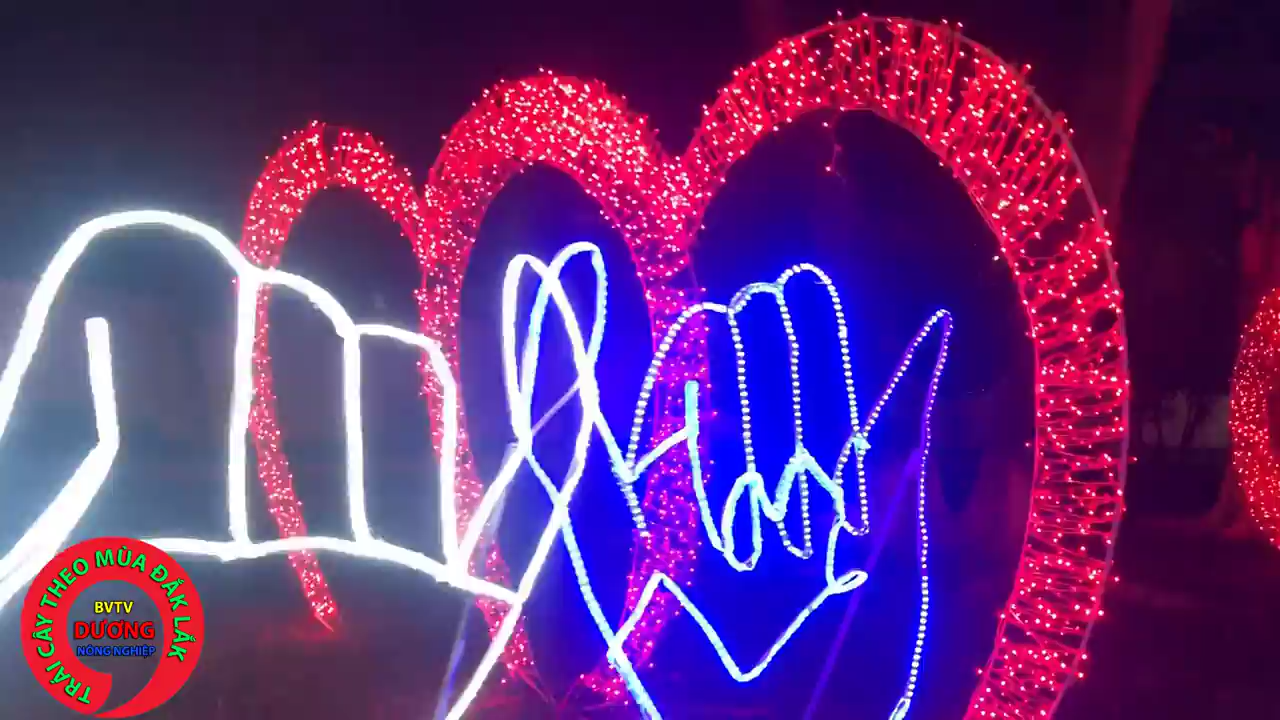 TRÁI CÂY THEO MÙA ĐẮK LẮK
BVTV
DƯƠNG
NÔNG NGHIỆP